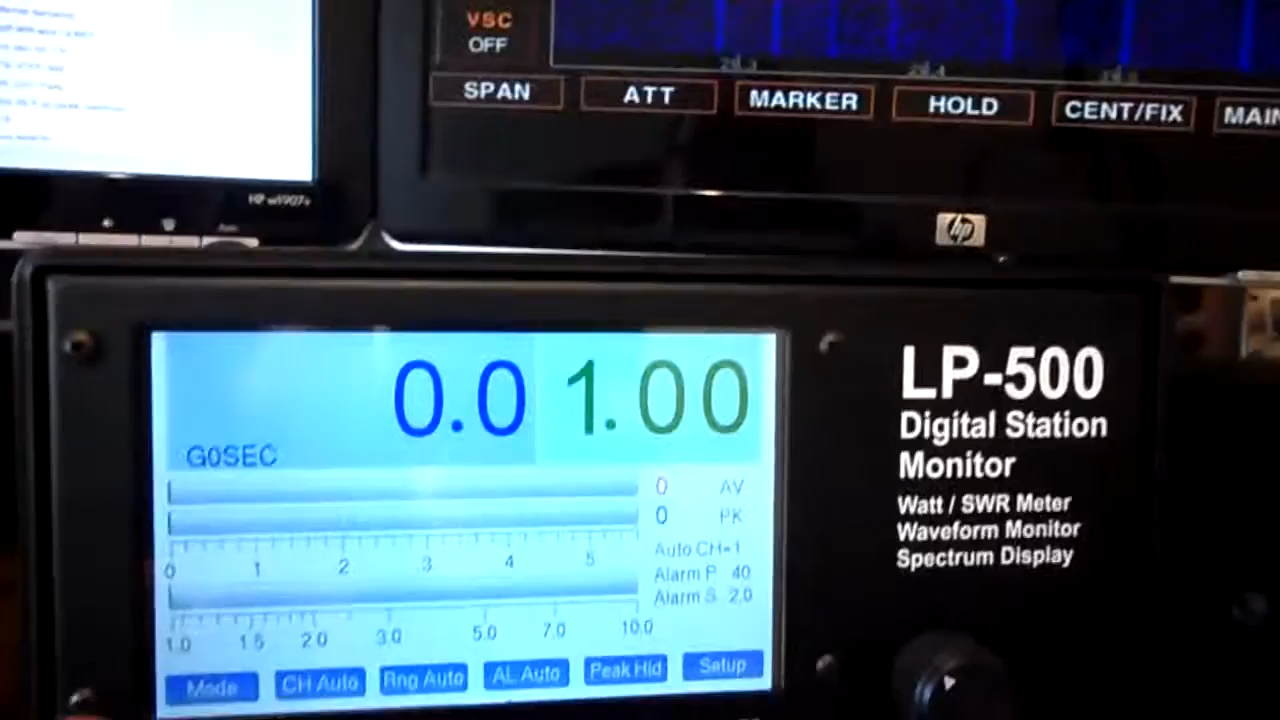 VSC
OFF
SPAN ATT MARKER HOLD CENT/FIX MAIN
hp
0.0 1.00
G0SEC
0 AV
0 PK
0 1 2 3 4 5
Auto CH=1
Alarm P 40
Alarm S 2.0
1.0 1.5 2.0 3.0 5.0 7.0 10.0
Mode CH Auto Rng Auto AL Auto Peak Hld Setup
LP-500
Digital Station
Monitor
Watt / SWR Meter
Waveform Monitor
Spectrum Display